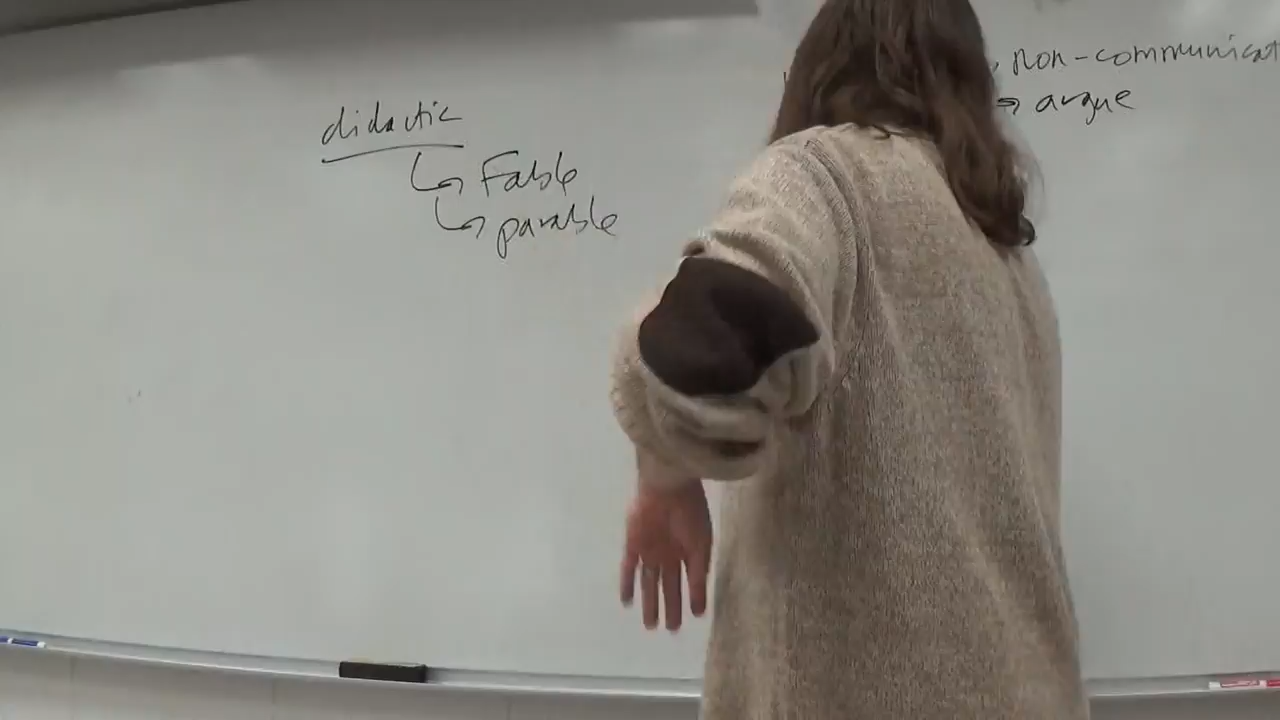 didactic
↳ Fable
↳ parable
non-communicat
→ argue